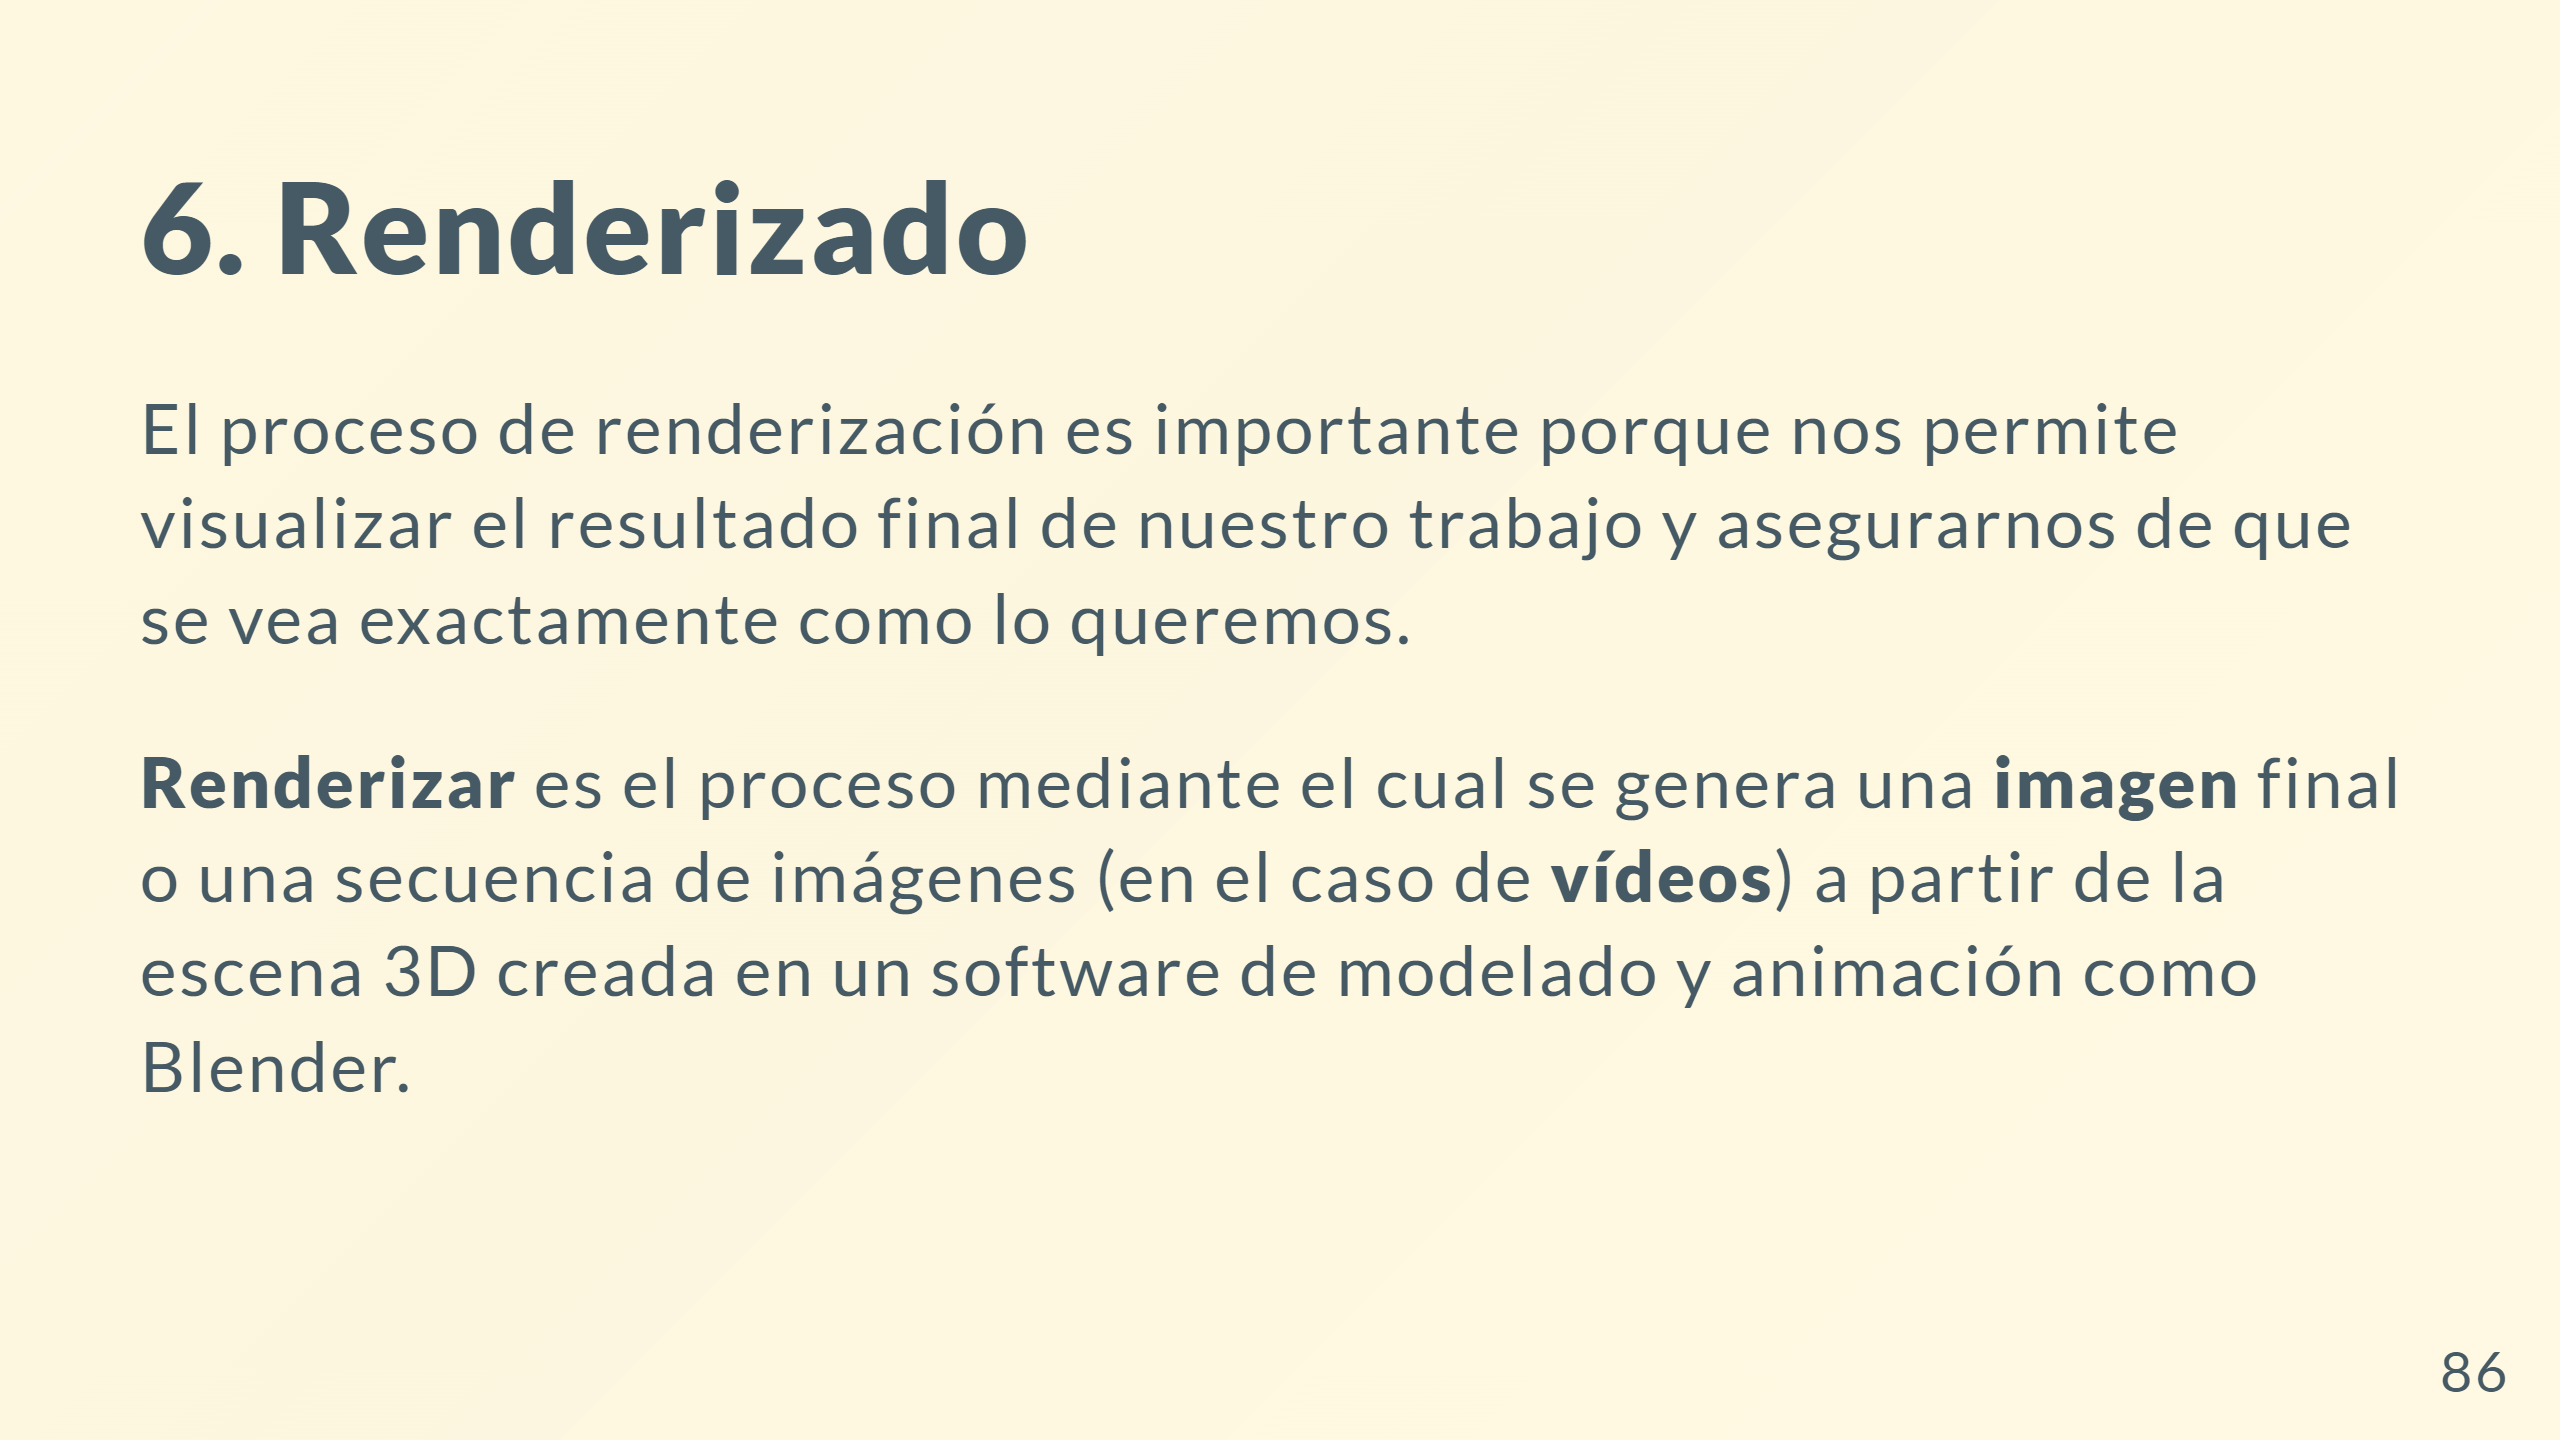 6. Renderizado
El proceso de renderización es importante porque nos permite
visualizar el resultado final de nuestro trabajo y asegurarnos de que
se vea exactamente como lo queremos.
Renderizar es el proceso mediante el cual se genera una imagen final
o una secuencia de imágenes (en el caso de vídeos) a partir de la
escena 3D creada en un software de modelado y animación como
Blender.
86